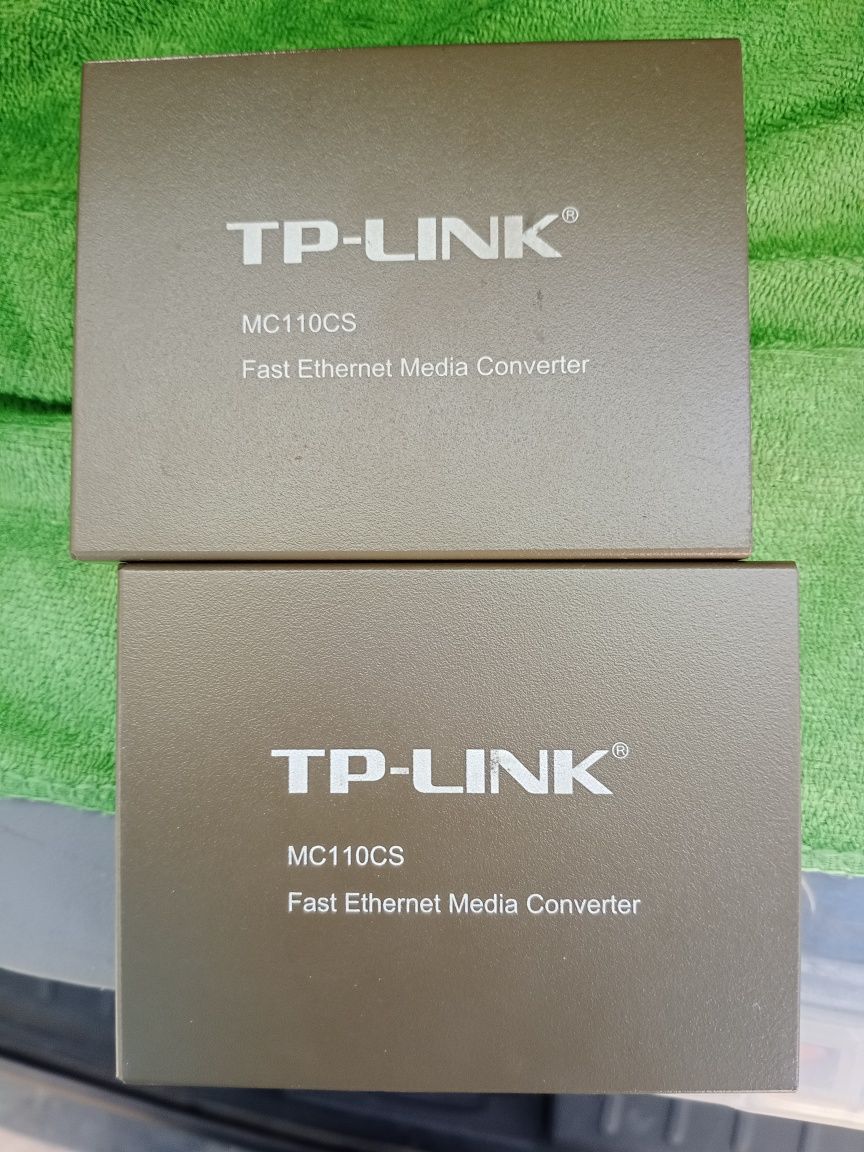 TP-LINK®
MC110CS
Fast Ethernet Media Converter
TP-LINK®
MC110CS
Fast Ethernet Media Converter